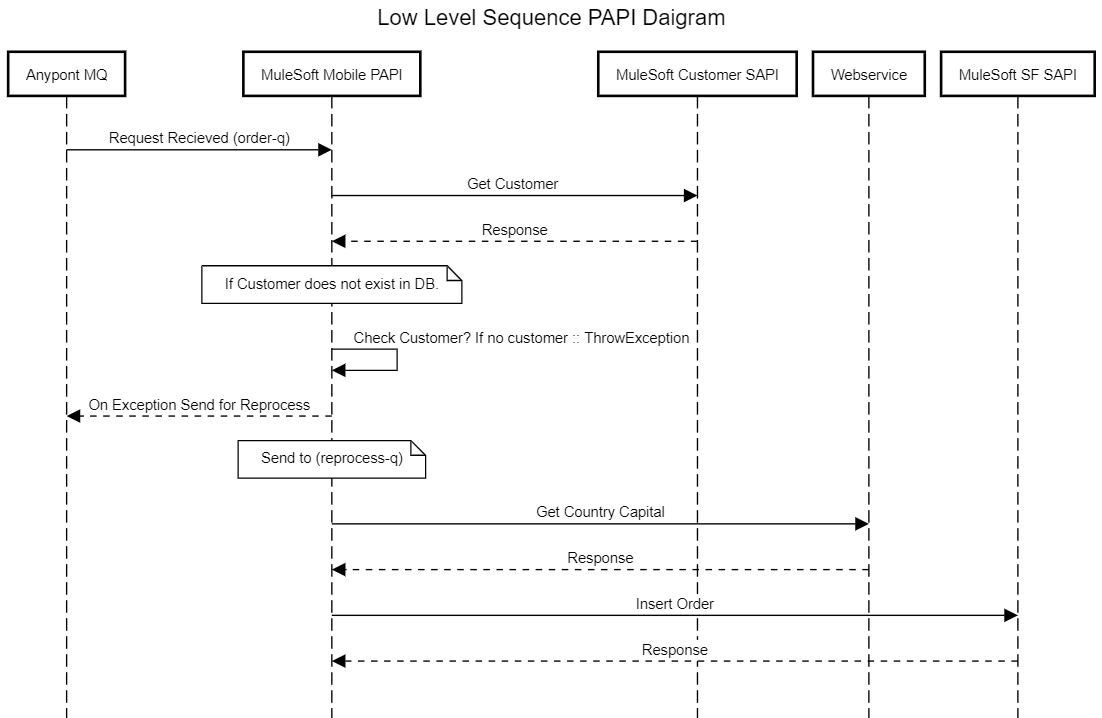 Low Level Sequence PAPI Daigram
Anypont MQ
MuleSoft Mobile PAPI
MuleSoft Customer SAPI
Webservice
MuleSoft SF SAPI
Request Recieved (order-q)
Get Customer
Response
If Customer does not exist in DB.
Check Customer? If no customer :: ThrowException
On Exception Send for Reprocess
Send to (reprocess-q)
Get Country Capital
Response
Insert Order
Response